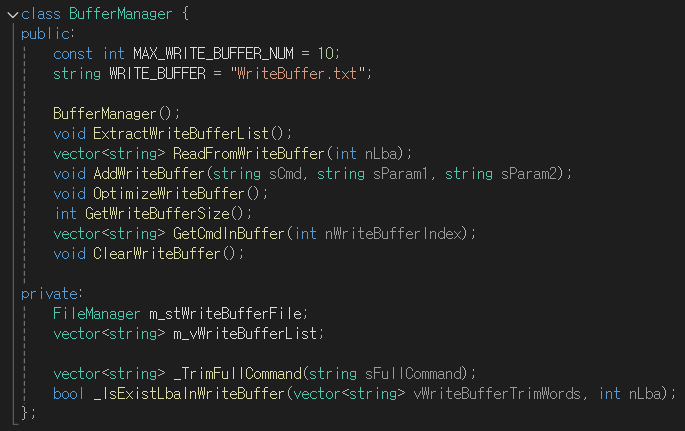 class BufferManager {
public:
const int MAX_WRITE_BUFFER_NUM = 10;
string WRITE_BUFFER = "WriteBuffer.txt";
BufferManager();
void ExtractWriteBufferList();
vector<string> ReadFromWriteBuffer(int nLba);
void AddWriteBuffer(string sCmd, string sParam1, string sParam2);
void OptimizeWriteBuffer();
int GetWriteBufferSize();
vector<string> GetCmdInBuffer(int nWriteBufferIndex);
void ClearWriteBuffer();
private:
FileManager m_stWriteBufferFile;
vector<string> m_vWriteBufferList;
vector<string> _TrimFullCommand(string sFullCommand);
bool _IsExistLbaInWriteBuffer(vector<string> vWriteBufferTrimWords, int nLba);
};